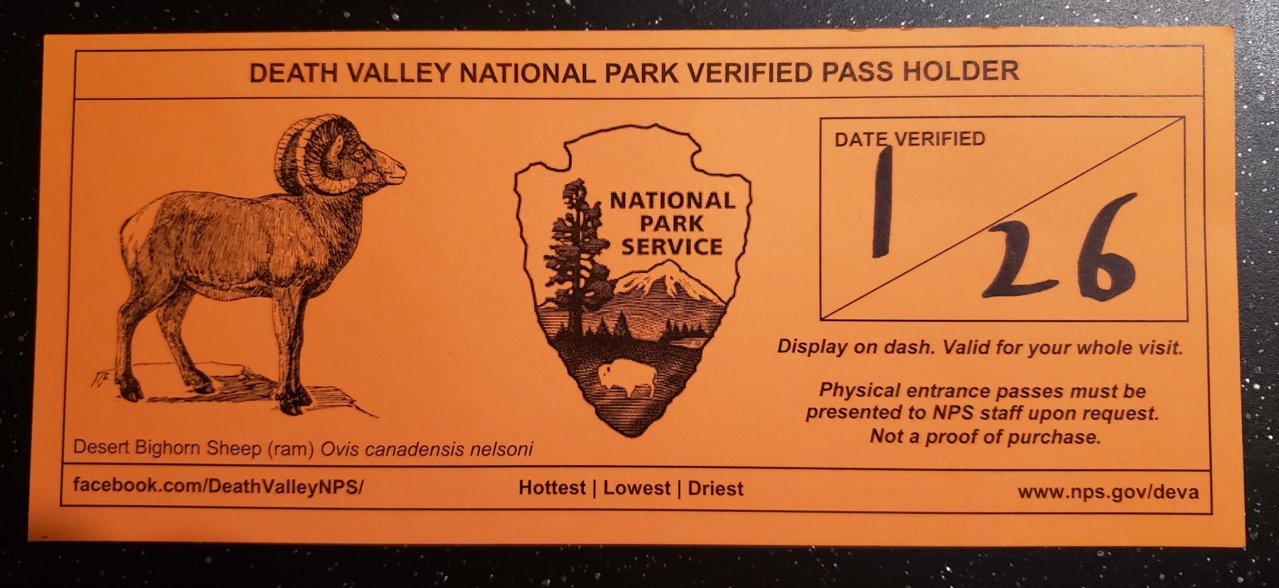 DEATH VALLEY NATIONAL PARK VERIFIED PASS HOLDER
NATIONAL
PARK
SERVICE
DATE VERIFIED
1
26
Display on dash. Valid for your whole visit.
Physical entrance passes must be
presented to NPS staff upon request.
Not a proof of purchase.
Desert Bighorn Sheep (ram) Ovis canadensis nelsoni
facebook.com/DeathValleyNPS/
Hottest | Lowest | Driest
www.nps.gov/deva